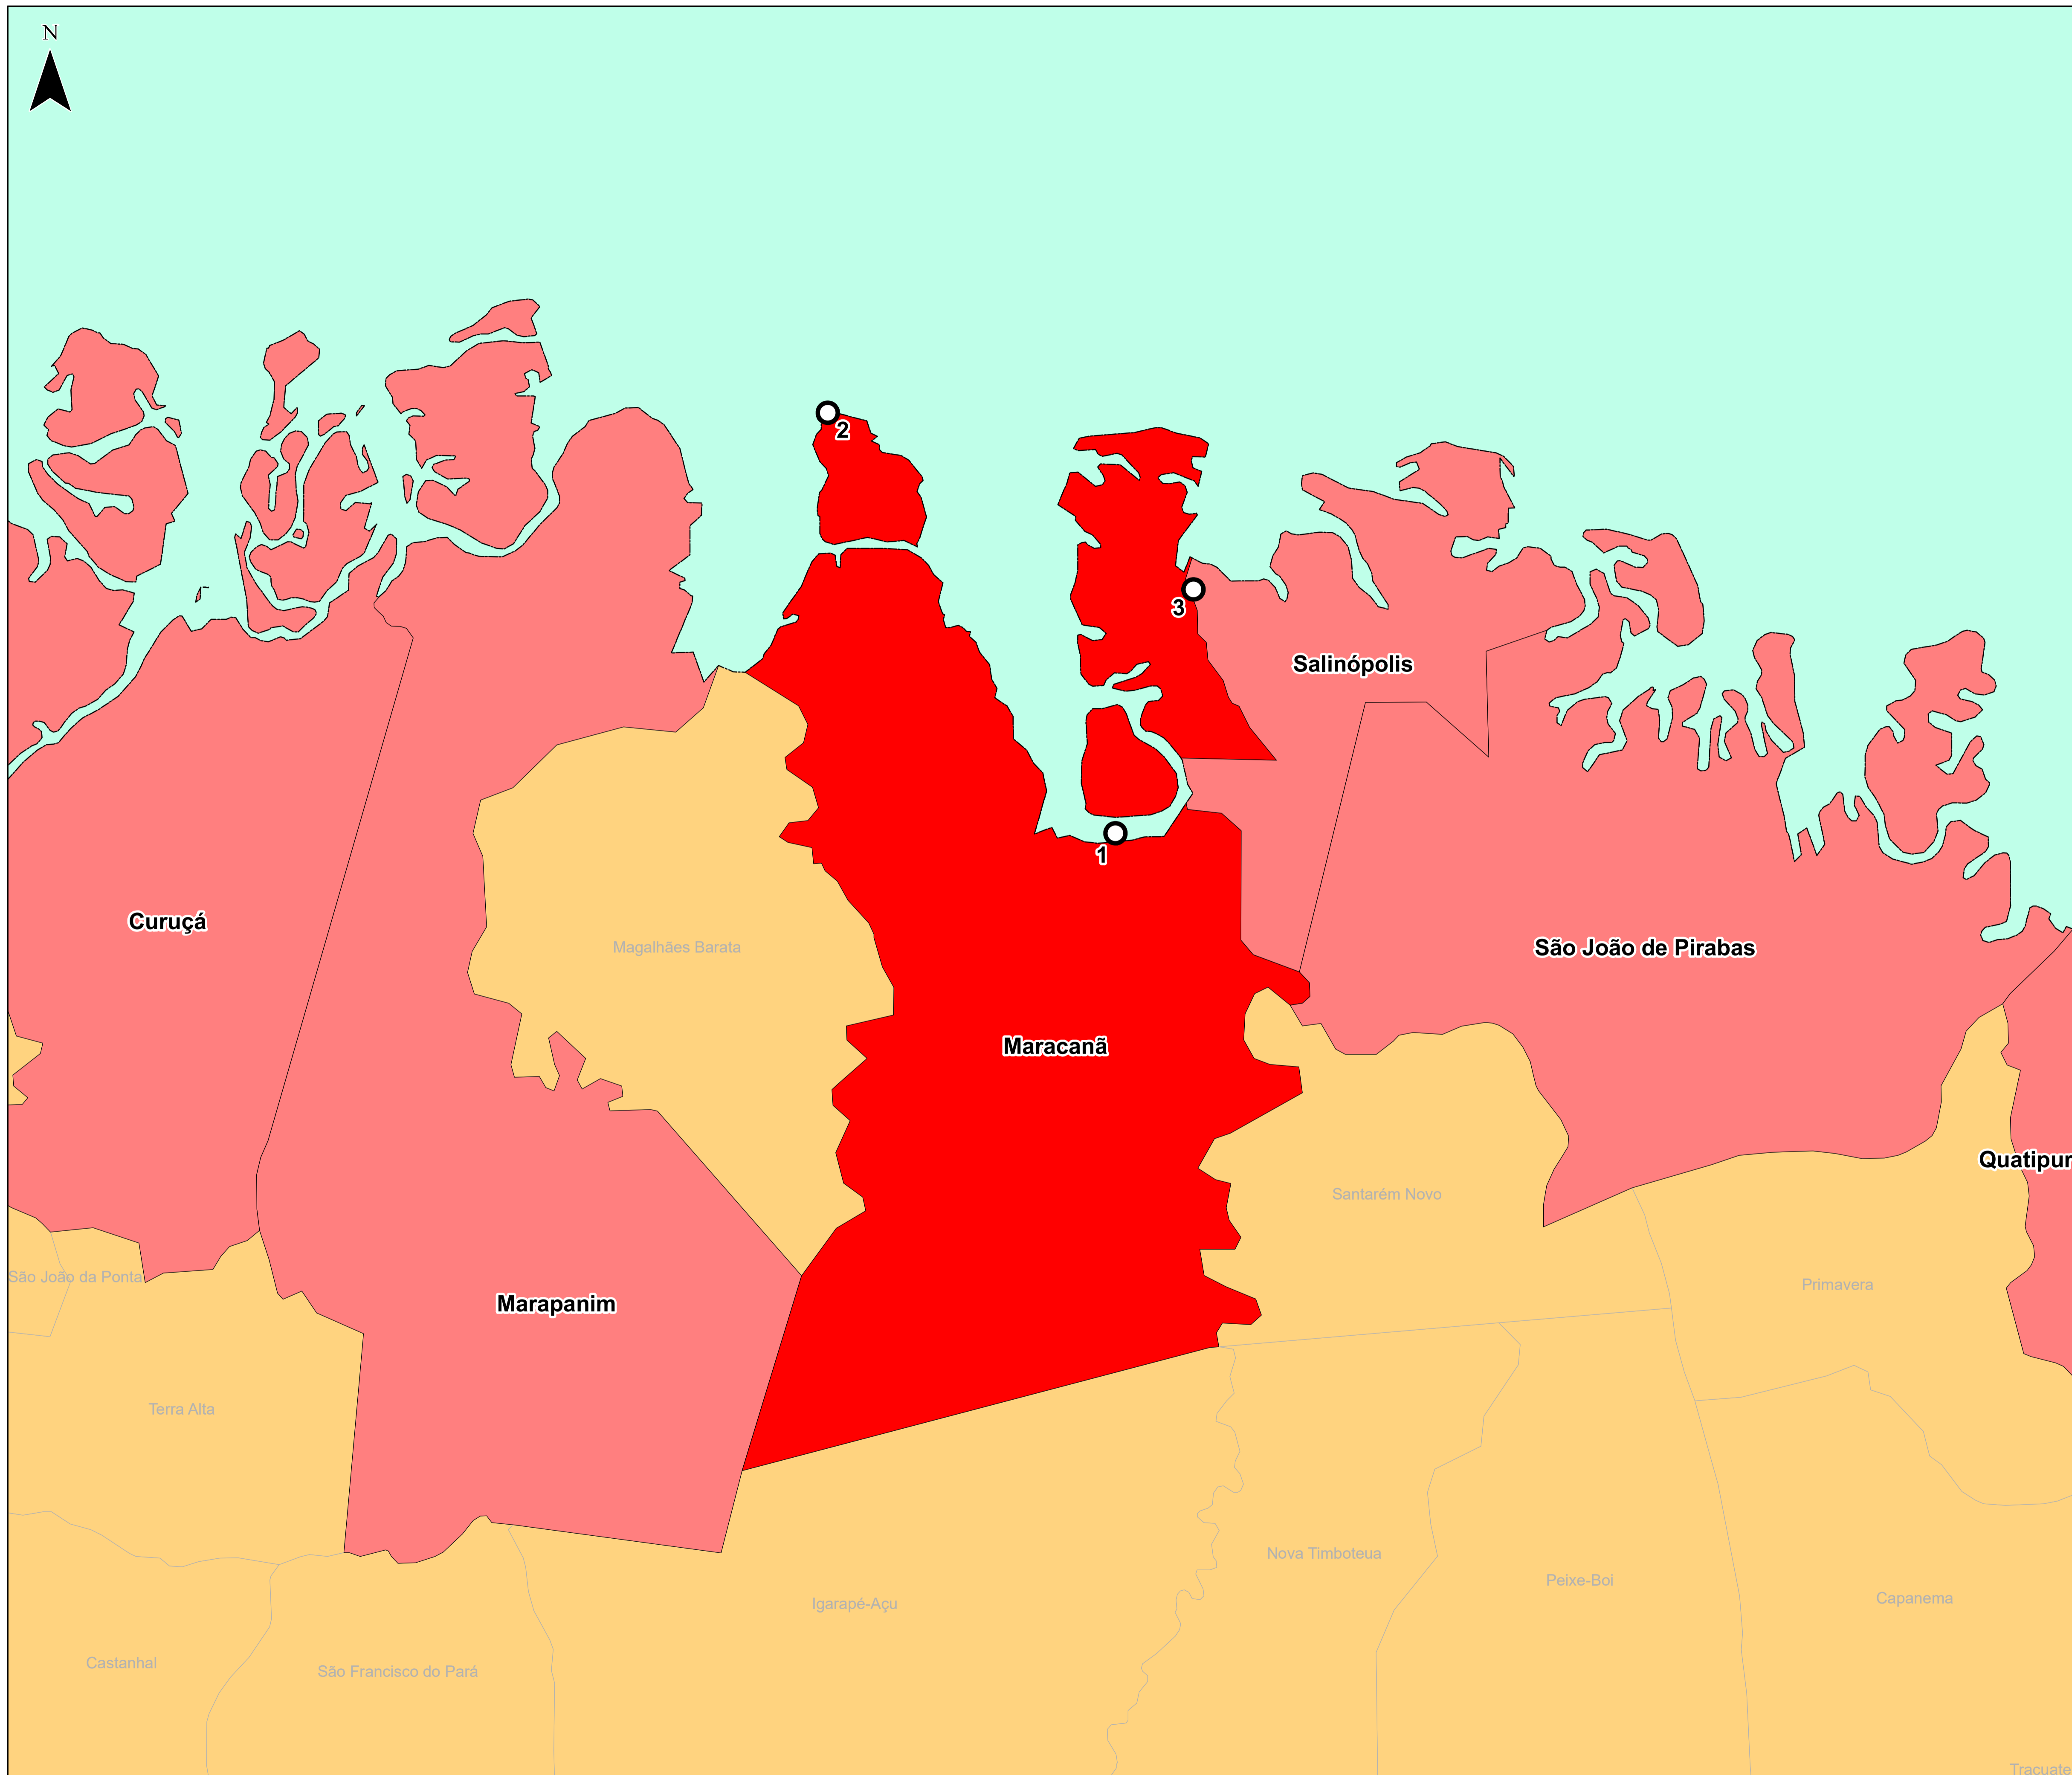 N
2
3
Salinópolis
1
Curuçá
Magalhães Barata
São João de Pirabas
Maracanã
Quatipur
Santarém Novo
São João da Ponta
Primavera
Marapanim
Terra Alta
Nova Timboteua
Peixe-Boi
Capanema
Igarapé-Açu
Castanhal
São Francisco do Pará
Tracuate